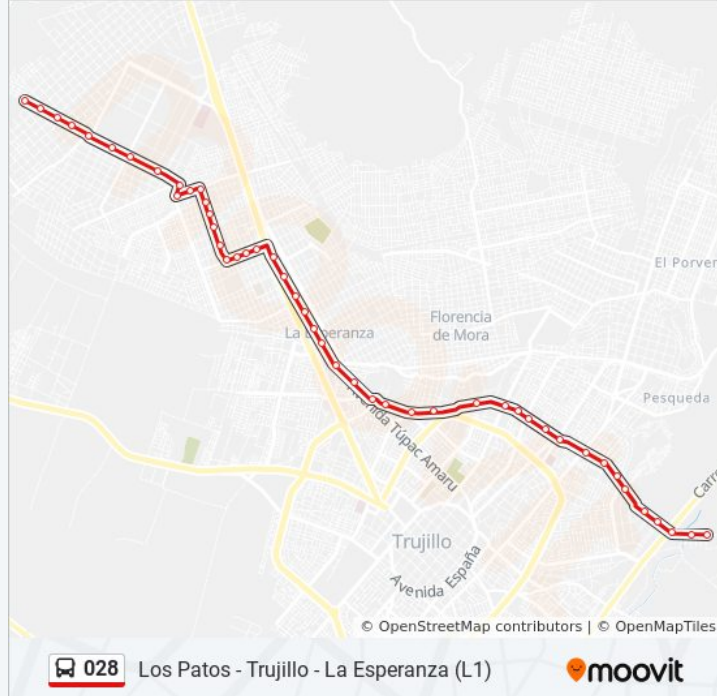 El Porven
Florencia
de Mora
La Esperanza
Pesqueda
Avenida Túpac Amaru
Carre
Trujillo
Avenida España
© OpenStreetMap contributors | © OpenMapTiles
028 Los Patos - Trujillo - La Esperanza (L1)
moovit